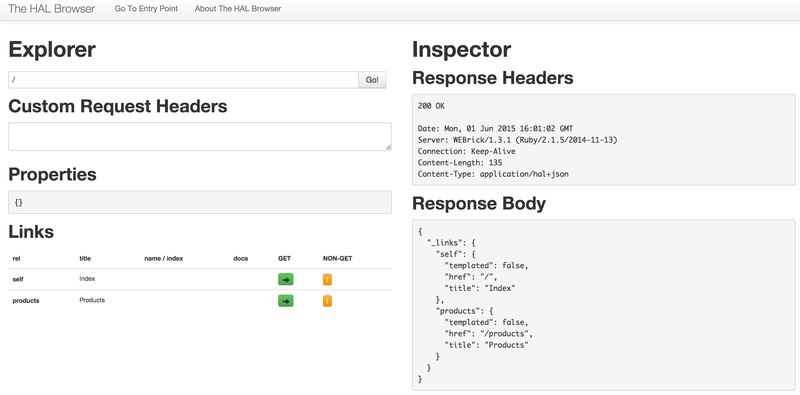 The HAL Browser Go To Entry Point About The HAL Browser
Explorer
/ Go!
Custom Request Headers
Properties
{}
Links
rel title name / index docs GET NON-GET
self Index !
products Products !
Inspector
Response Headers
200 OK
Date: Mon, 01 Jun 2015 16:01:02 GMT
Server: WEBrick/1.3.1 (Ruby/2.1.5/2014-11-13)
Connection: Keep-Alive
Content-Length: 135
Content-Type: application/hal+json
Response Body
{
  "_links": {
    "self": {
      "templated": false,
      "href": "/",
      "title": "Index"
    },
    "products": {
      "templated": false,
      "href": "/products",
      "title": "Products"
    }
  }
}